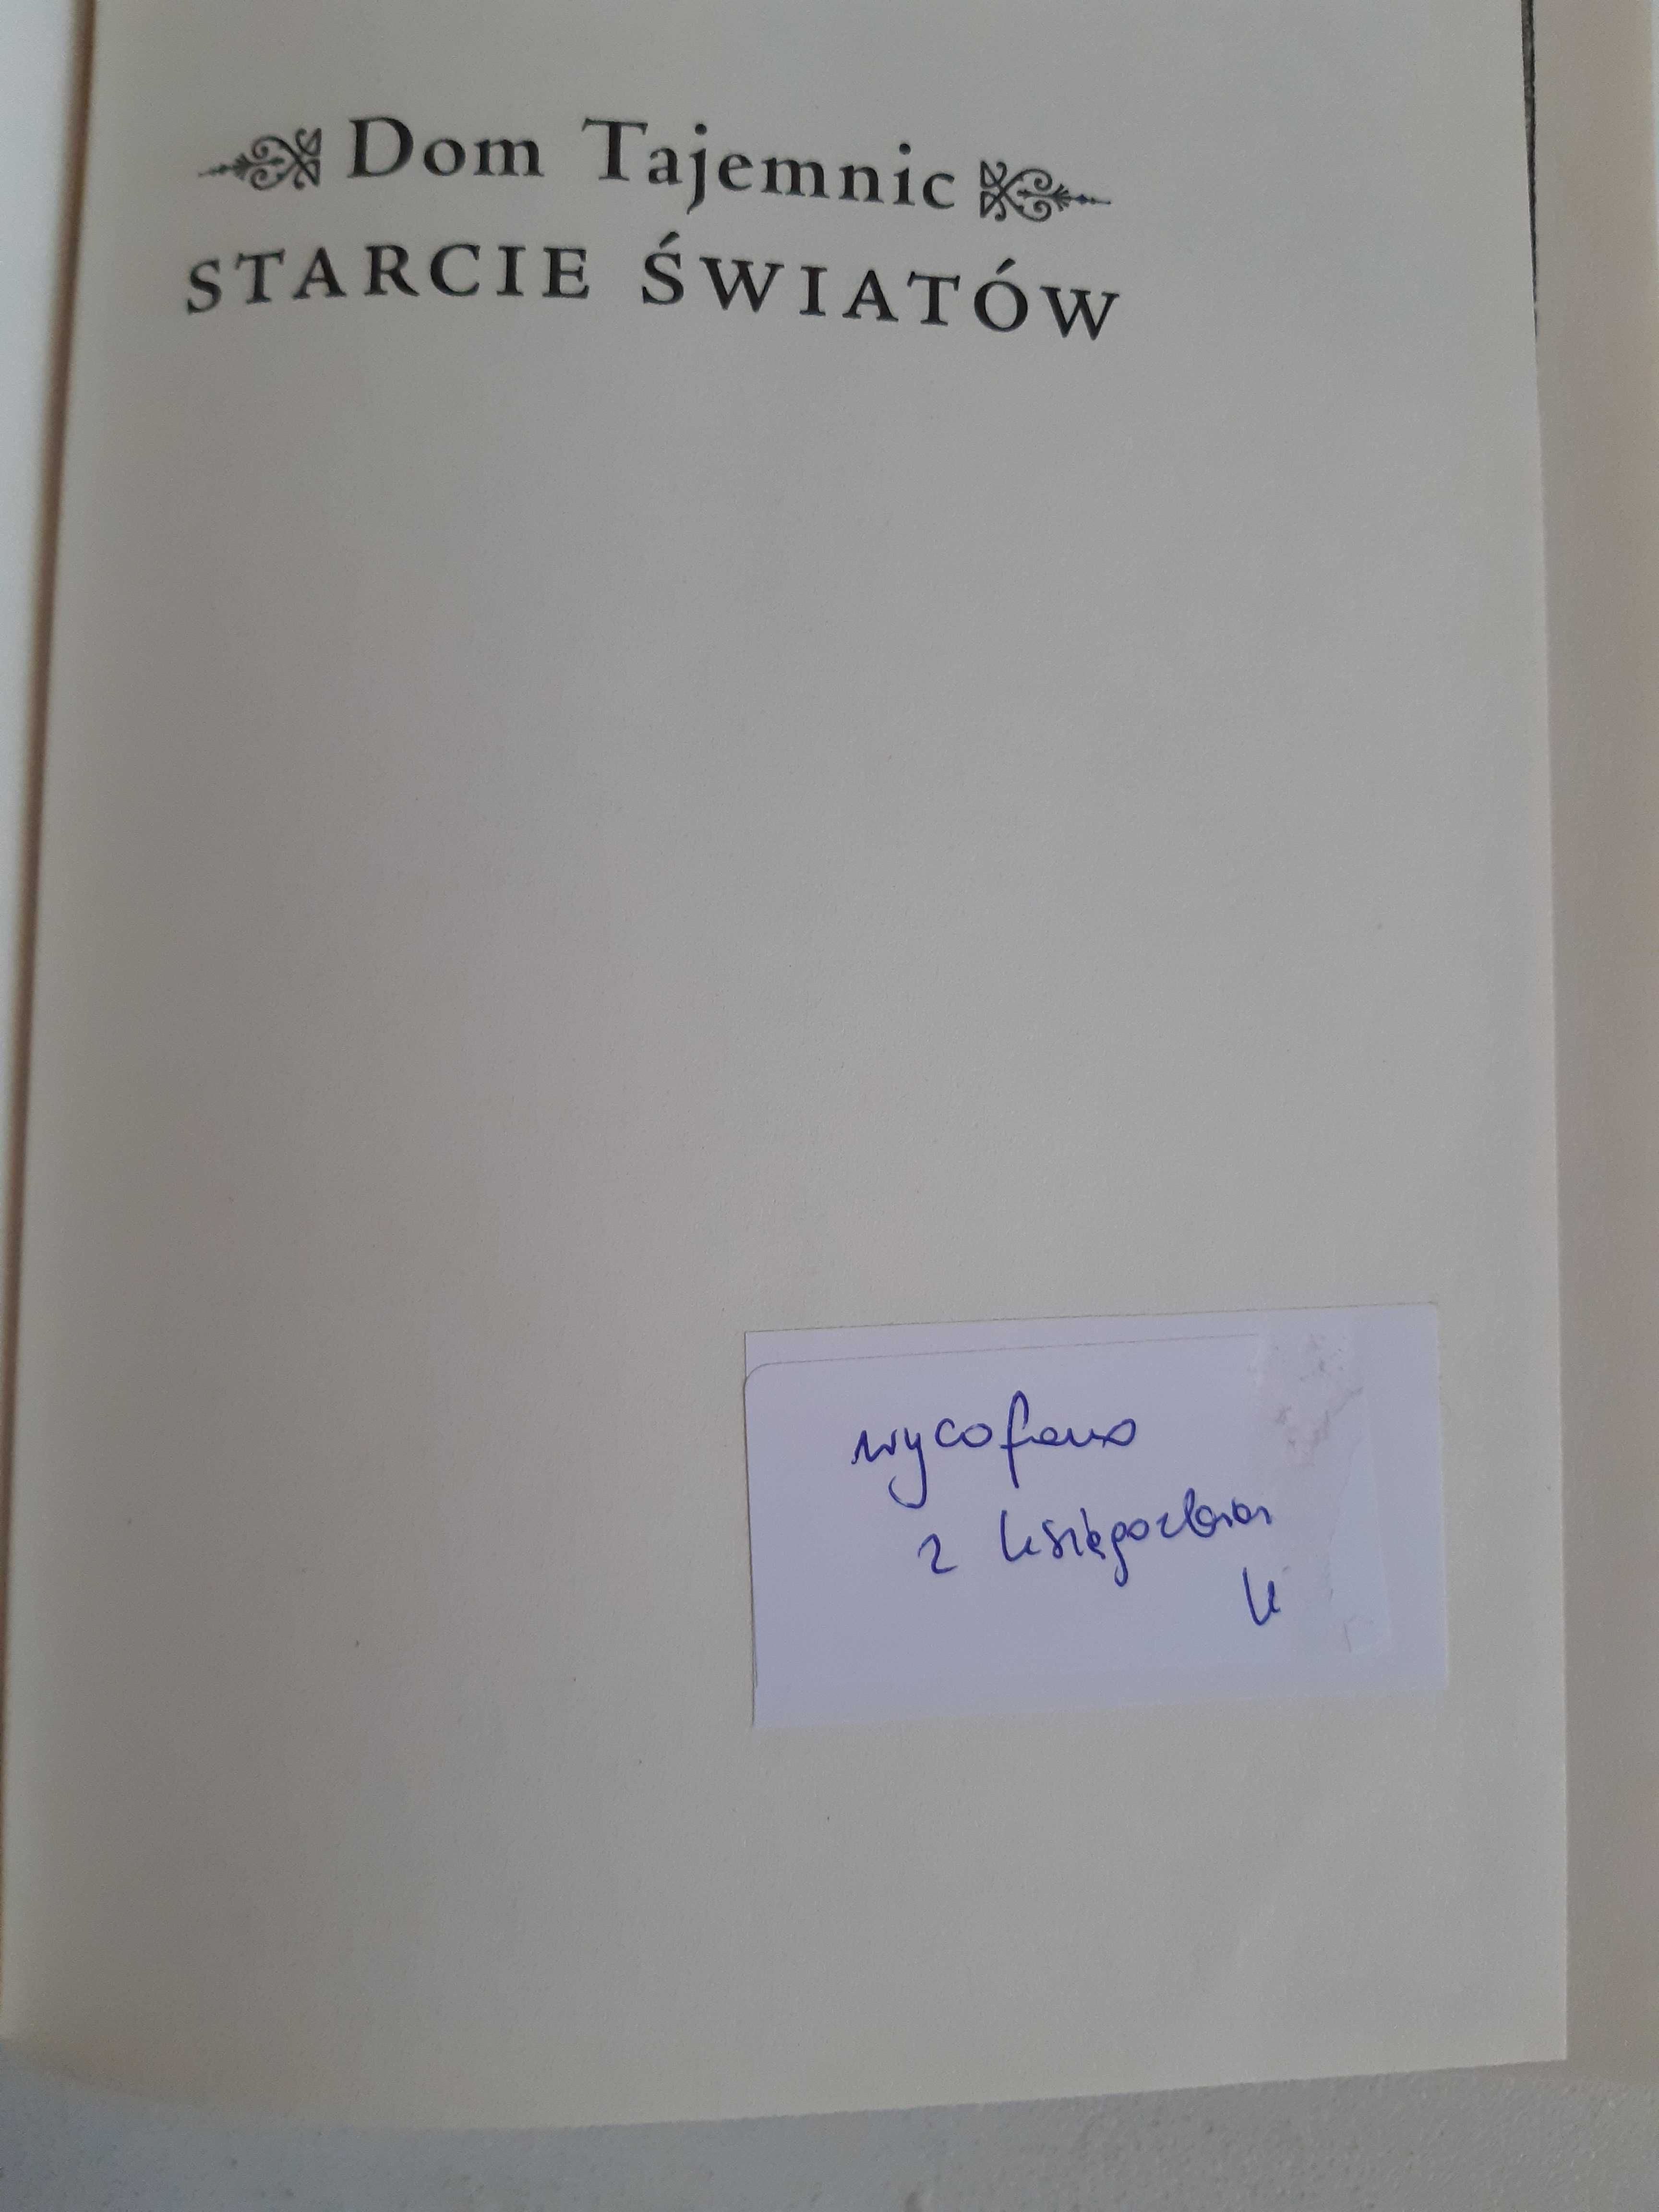 Dom Tajemnic
STARCIE ŚWIATÓW
wycofano
z księgozbioru